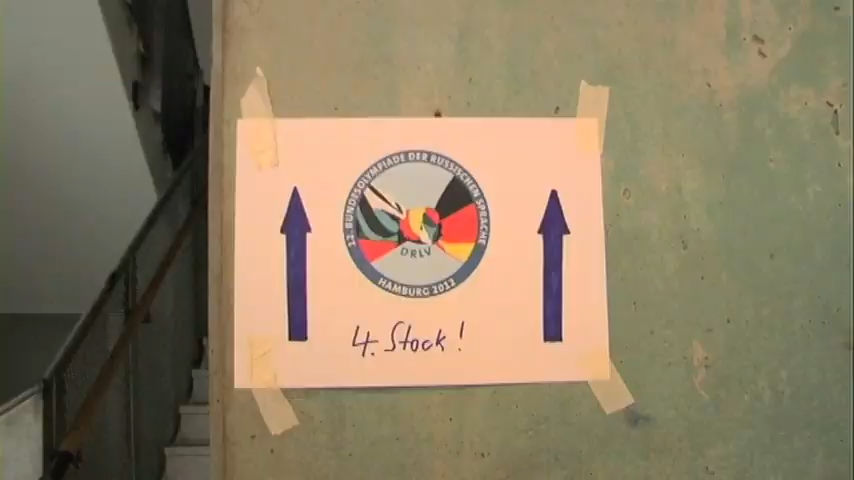 12. BUNDESOLYMPIADE DER RUSSISCHEN SPRACHE
DRLV
HAMBURG 2012
4. Stock!